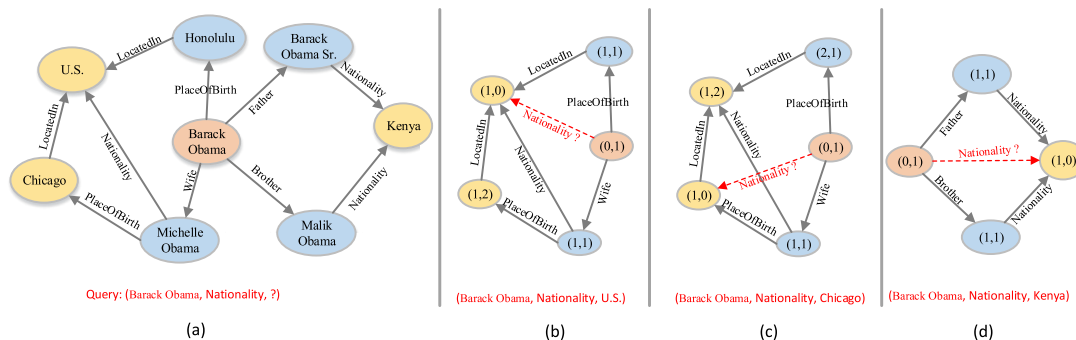 Honolulu
LocatedIn
U.S.
Barack
Obama Sr.
Nationality
PlaceOfBirth
Father
Kenya
LocatedIn
Nationality
Barack
Obama
Chicago
Wife
Brother
Nationality
PlaceOfBirth
Michelle
Obama
Malik
Obama
Query: (Barack Obama, Nationality, ?)
(a)
(1,1)
LocatedIn
(1,0)
PlaceOfBirth
Nationality ?
(0,1)
LocatedIn
Nationality
Wife
(1,2)
PlaceOfBirth
(1,1)
(Barack Obama, Nationality, U.S.)
(b)
(2,1)
LocatedIn
(1,2)
PlaceOfBirth
(0,1)
Nationality ?
LocatedIn
Nationality
(1,0)
Wife
PlaceOfBirth
(1,1)
(Barack Obama, Nationality, Chicago)
(c)
(1,1)
Father
Nationality
(0,1)
Nationality ?
(1,0)
Brother
Nationality
(1,1)
(Barack Obama, Nationality, Kenya)
(d)